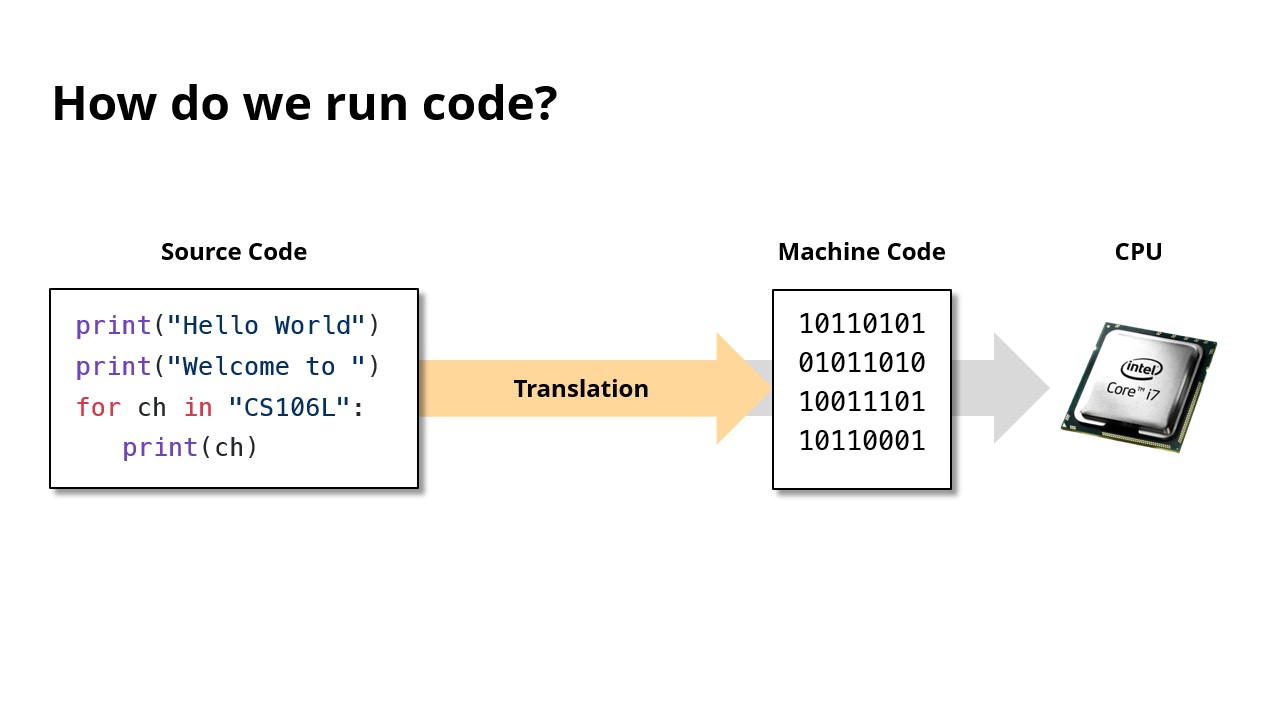 How do we run code?
Source Code
print("Hello World")
print("Welcome to ")
for ch in "CS106L":
   print(ch)
Translation
Machine Code
10110101
01011010
10011101
10110001
CPU
intel
Core™ i7